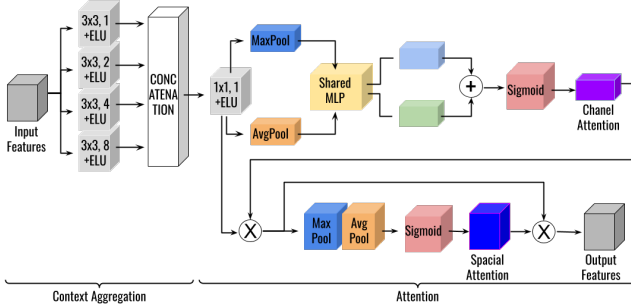 3x3, 1
+ELU
3x3, 2
+ELU
3x3, 4
+ELU
3x3, 8
+ELU
Input
Features
CONC
ATENA
TION
1x1, 1
+ELU
MaxPool
AvgPool
Shared
MLP
+
Sigmoid
Chanel
Attention
X
Max
Pool
Avg
Pool
Sigmoid
Spacial
Attention
X
Output
Features
Context Aggregation
Attention